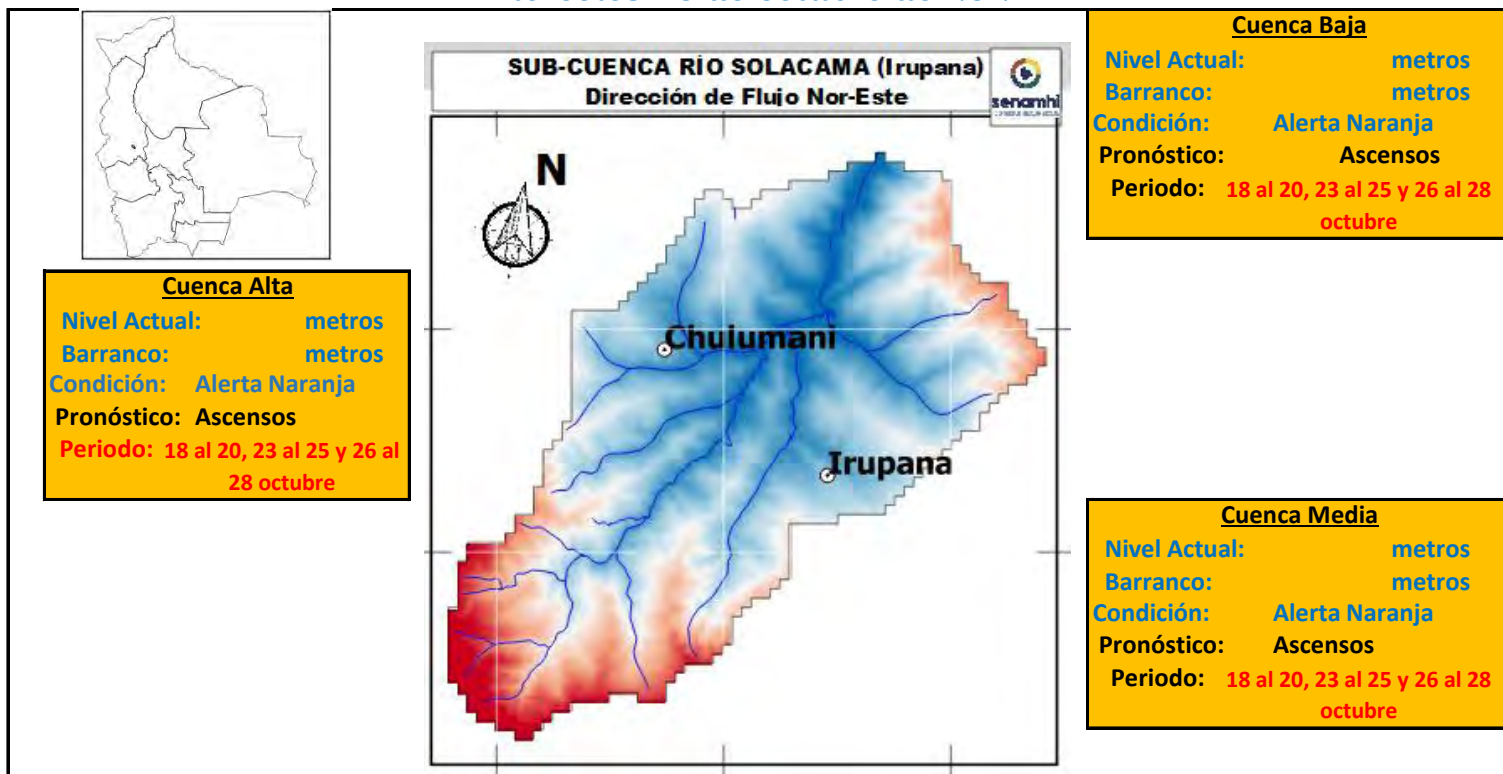 SUB-CUENCA RÍO SOLACAMA (Irupana)
Dirección de Flujo Nor-Este
senamhi
N
Chulumani
Irupana
Cuenca Alta
Nivel Actual: metros
Barranco: metros
Condición: Alerta Naranja
Pronóstico: Ascensos
Periodo: 18 al 20, 23 al 25 y 26 al
28 octubre
Cuenca Baja
Nivel Actual: metros
Barranco: metros
Condición: Alerta Naranja
Pronóstico: Ascensos
Periodo: 18 al 20, 23 al 25 y 26 al 28
octubre
Cuenca Media
Nivel Actual: metros
Barranco: metros
Condición: Alerta Naranja
Pronóstico: Ascensos
Periodo: 18 al 20, 23 al 25 y 26 al 28
octubre